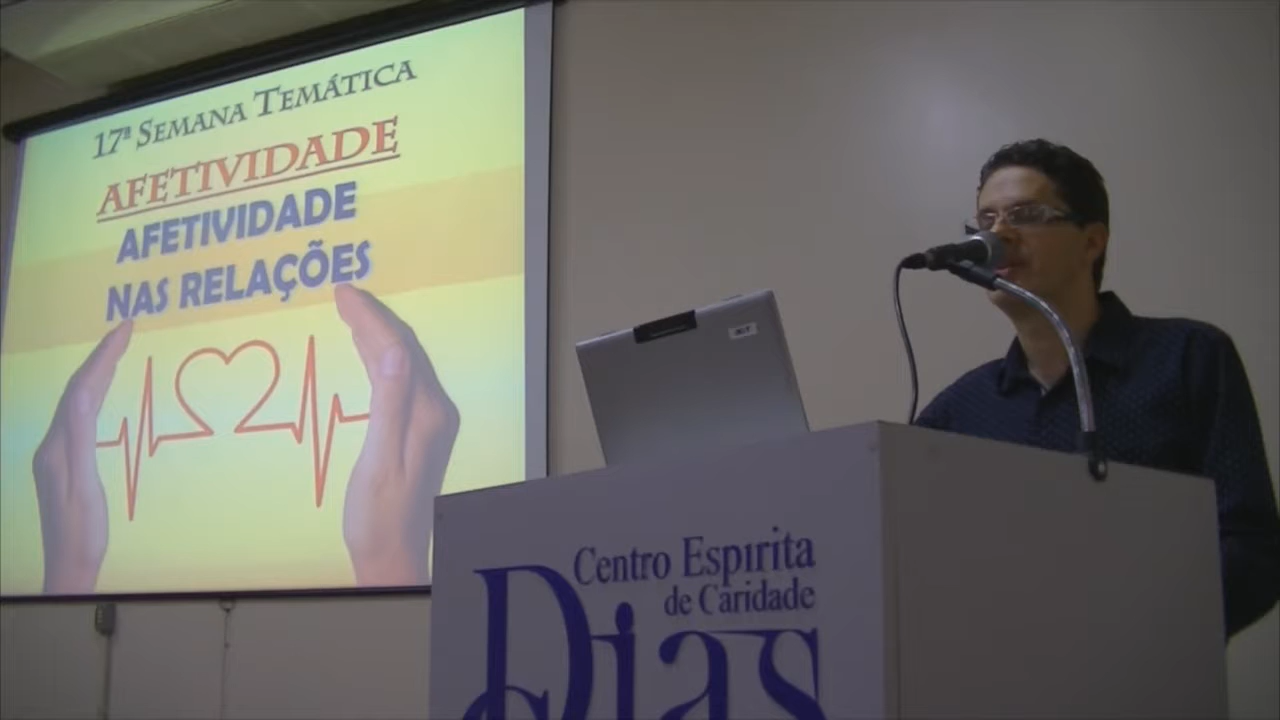 17ª SEMANA TEMÁTICA
AFETIVIDADE
AFETIVIDADE
NAS RELAÇÕES
acer
Centro Espírita
de Caridade
Dias